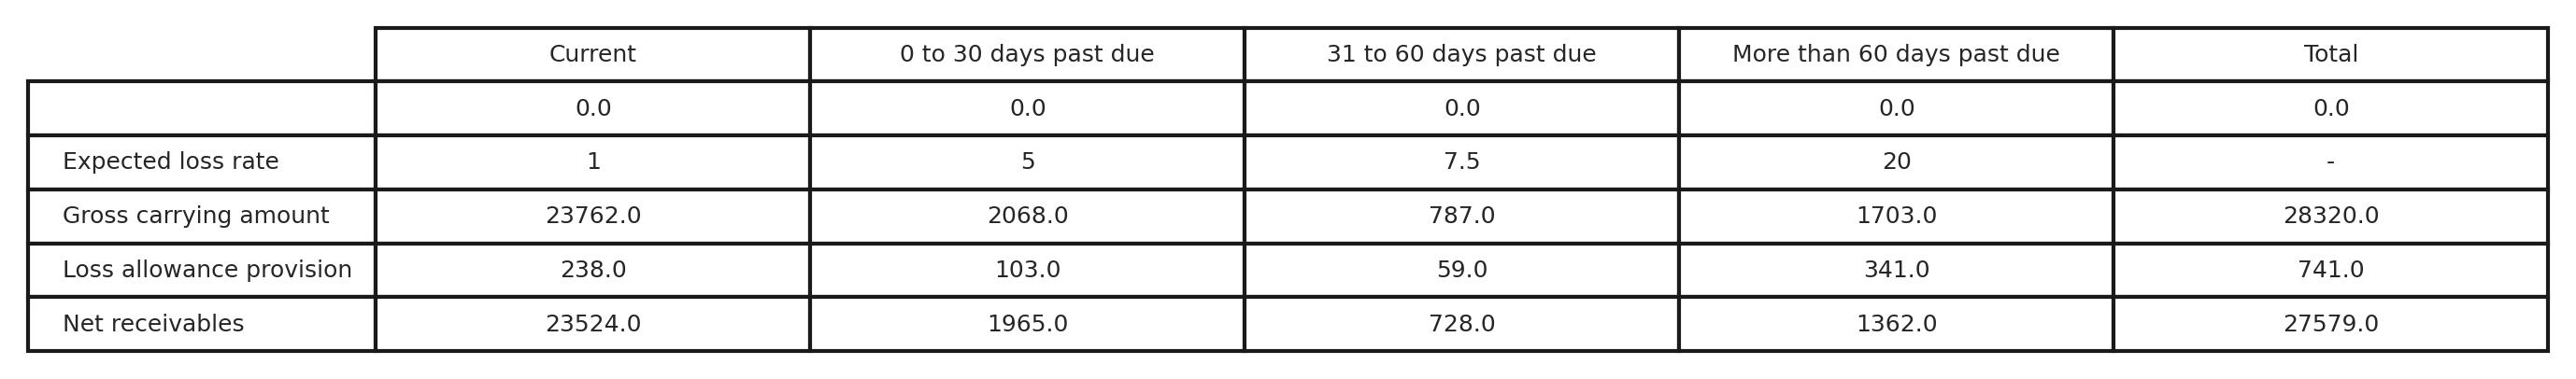 Current 0 to 30 days past due 31 to 60 days past due More than 60 days past due Total
0.0 0.0 0.0 0.0 0.0
Expected loss rate 1 5 7.5 20 -
Gross carrying amount 23762.0 2068.0 787.0 1703.0 28320.0
Loss allowance provision 238.0 103.0 59.0 341.0 741.0
Net receivables 23524.0 1965.0 728.0 1362.0 27579.0